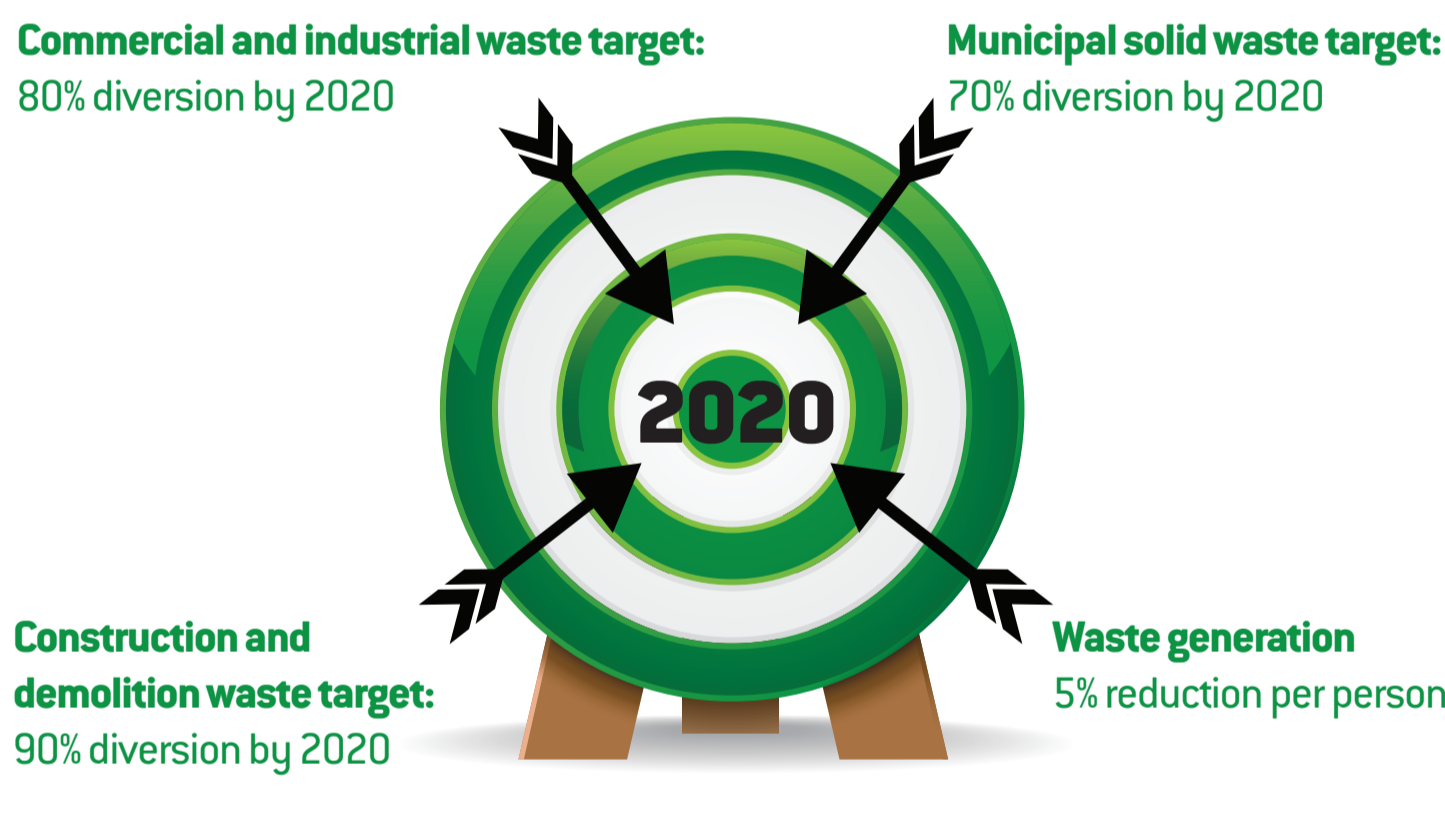 Commercial and industrial waste target:
80% diversion by 2020
Municipal solid waste target:
70% diversion by 2020
2020
Construction and
demolition waste target:
90% diversion by 2020
Waste generation
5% reduction per person